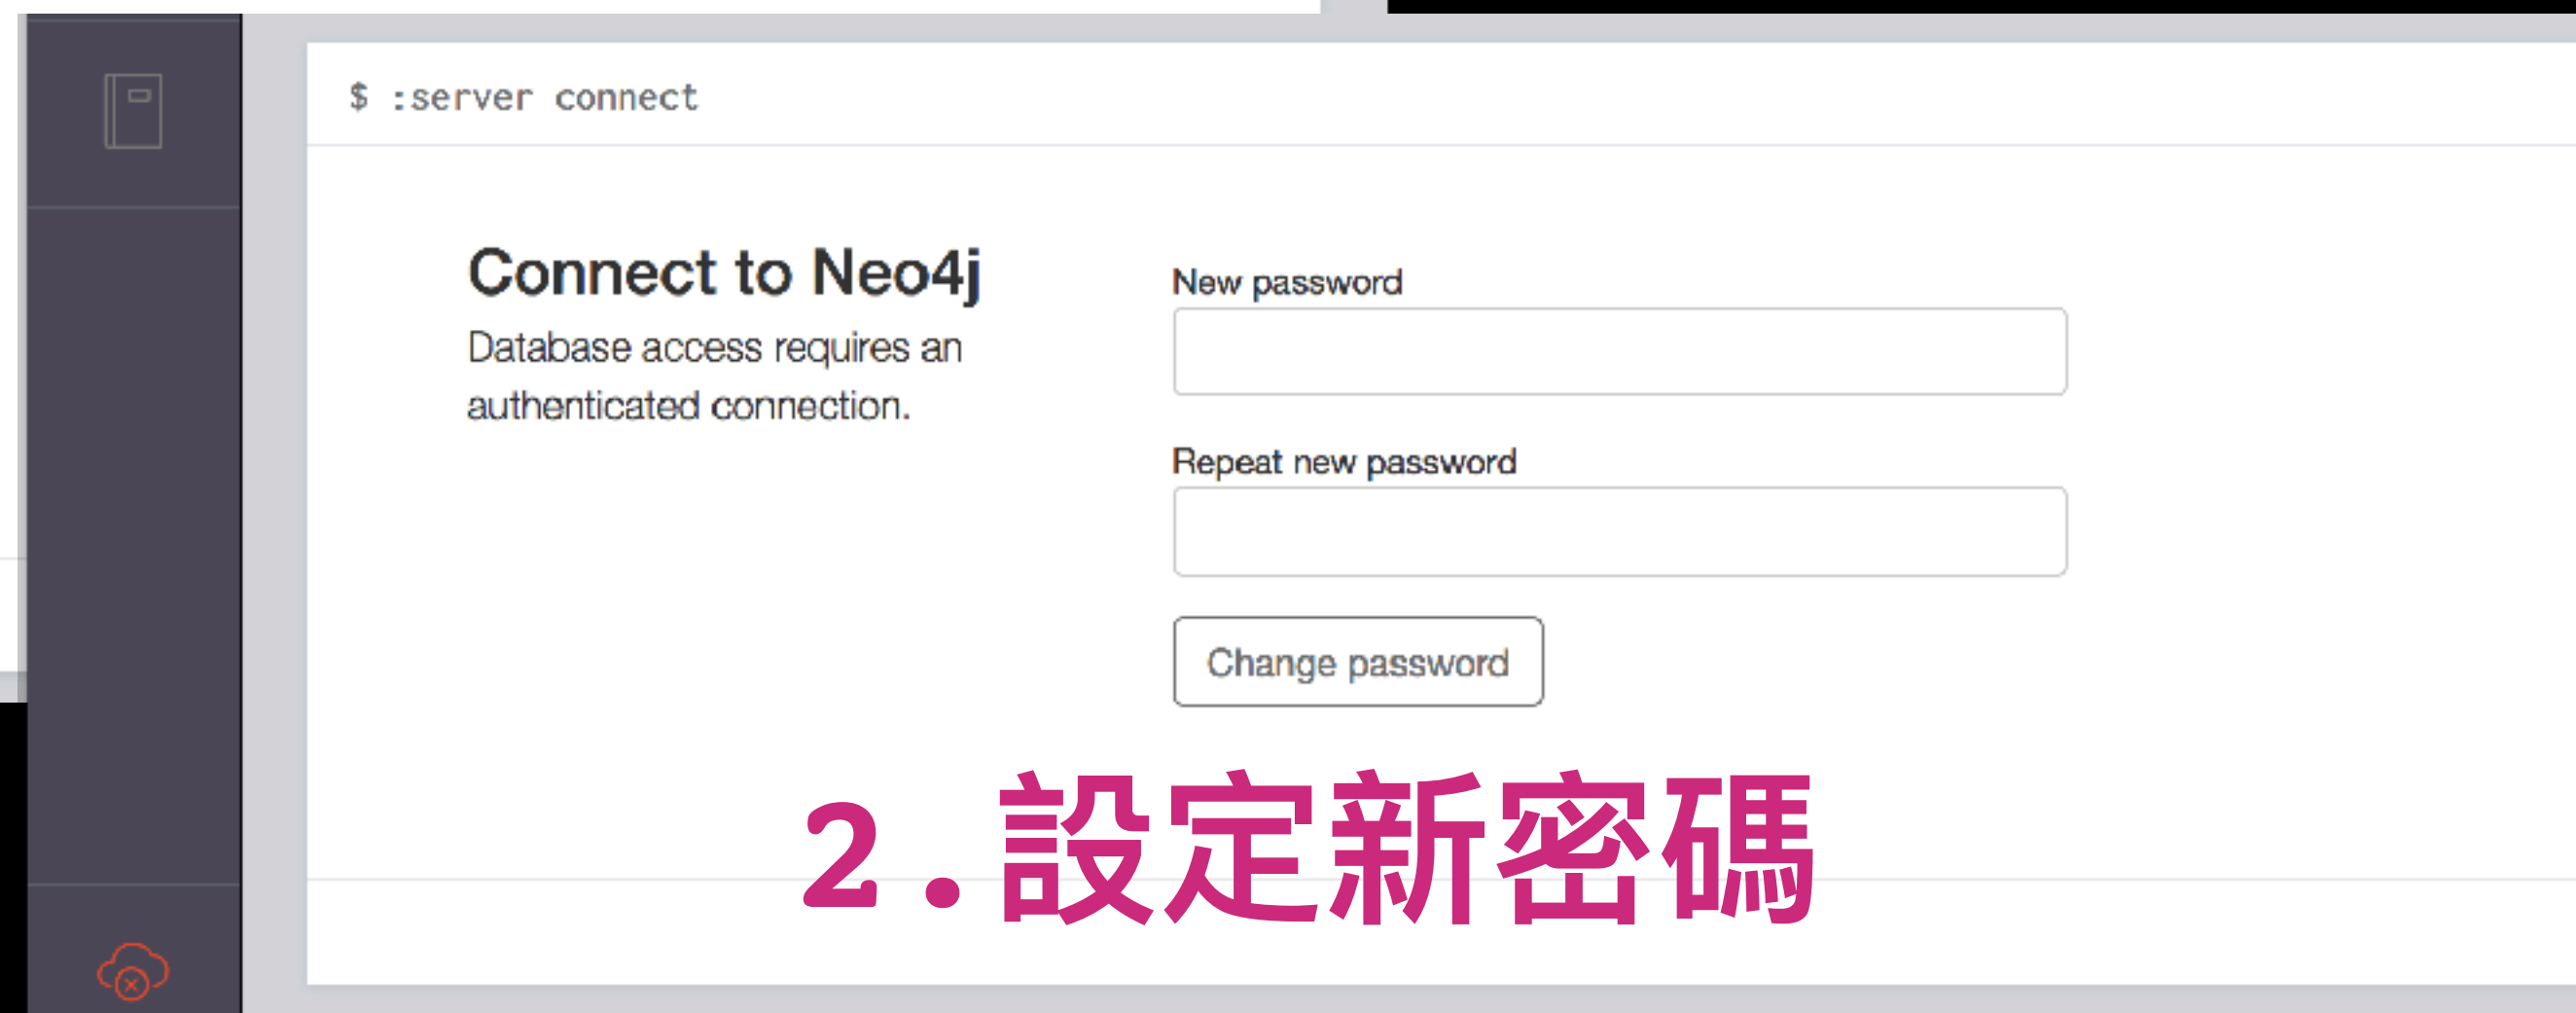 $ :server connect
Connect to Neo4j
Database access requires an
authenticated connection.
New password
Repeat new password
Change password
2.設定新密碼